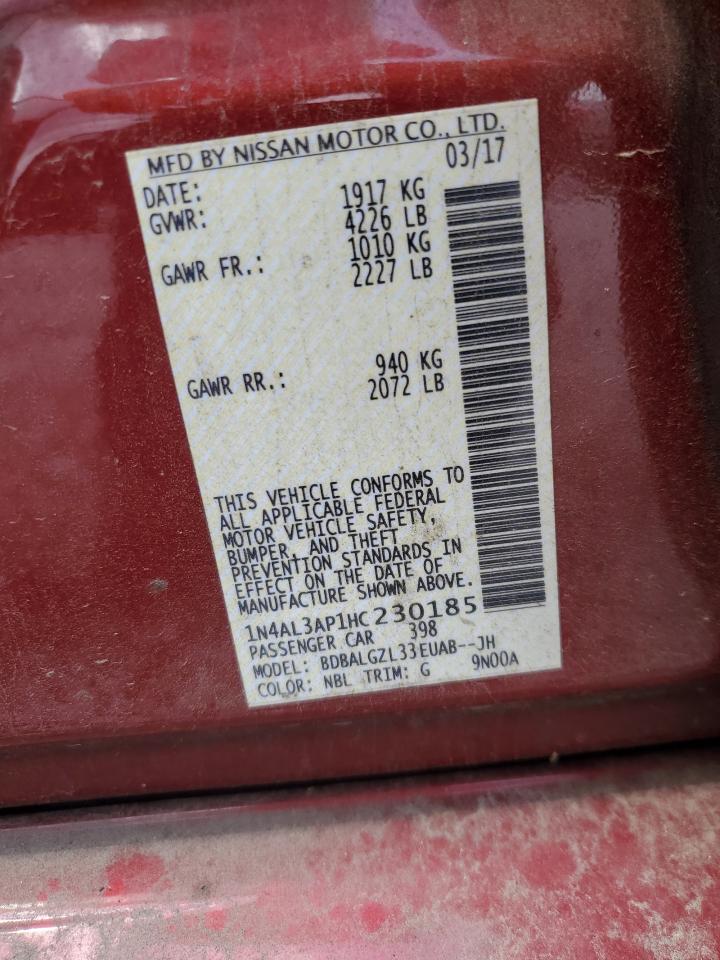 MFD BY NISSAN MOTOR CO., LTD.
03/17
DATE: 1917 KG
GVWR: 4226 LB
1010 KG
GAWR FR.: 2227 LB
940 KG
GAWR RR.: 2072 LB
THIS VEHICLE CONFORMS TO
ALL APPLICABLE FEDERAL
MOTOR VEHICLE SAFETY,
BUMPER, AND THEFT
PREVENTION STANDARDS IN
EFFECT ON THE DATE OF
MANUFACTURE SHOWN ABOVE.
1N4AL3AP1HC230185
PASSENGER CAR 398
MODEL: BDBALGZL33EUAB--JH
COLOR: NBL TRIM: G 9N00A